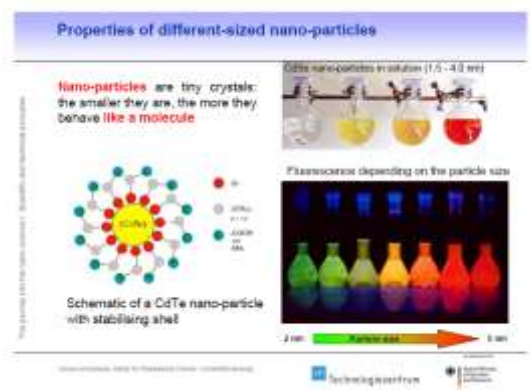 Properties of different-sized nano-particles
Nano-particles are tiny crystals:
the smaller they are, the more they
behave like a molecule
CdTe nano-particles in solution (1,5 - 4,0 nm)
Fluorescence depending on the particle size
(CdTe)
Schematic of a CdTe nano-particle
with stabilising shell
2 nm
Particle size
5 nm
Technologiezentrum